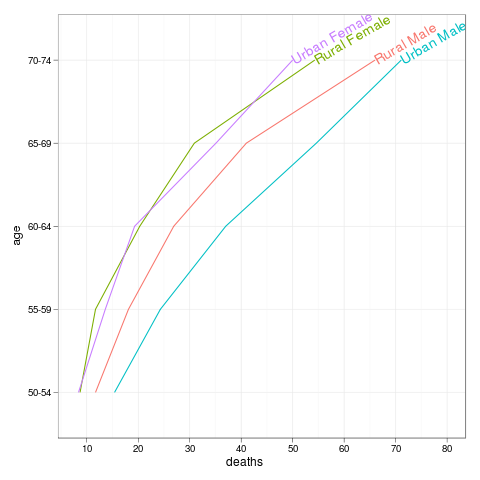 Urban Female
Rural Female
Rural Male
Urban Male
70-74
65-69
60-64
55-59
50-54
age
10 20 30 40 50 60 70 80
deaths